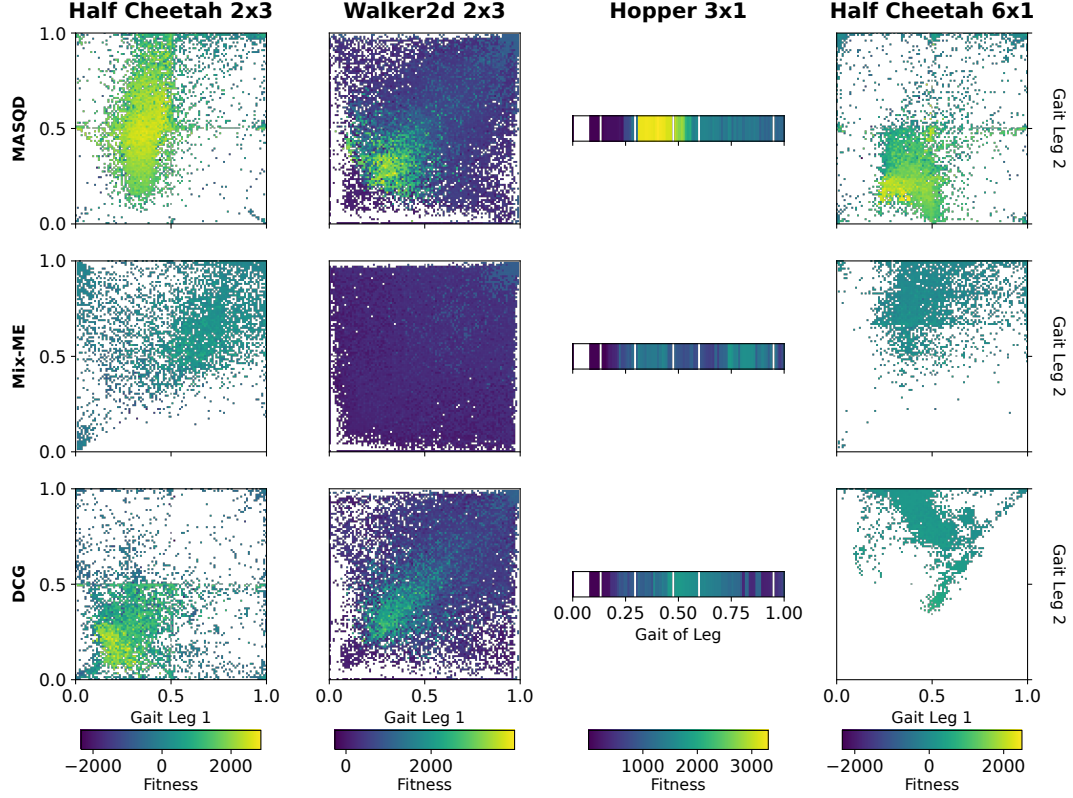 Half Cheetah 2x3 Walker2d 2x3 Hopper 3x1 Half Cheetah 6x1
1.0
MASQD
0.5
0.0
Gait Leg 2
1.0
Mix-ME
0.5
0.0
Gait Leg 2
1.0
DCG
0.5
0.0
Gait Leg 2
0.00 0.25 0.50 0.75 1.00
Gait of Leg
0.0 0.5 1.0 0.0 0.5 1.0 0.0 0.5 1.0
Gait Leg 1 Gait Leg 1 Gait Leg 1
−2000 0 2000 0 2000 1000 2000 3000 −2000 0 2000
Fitness Fitness Fitness Fitness